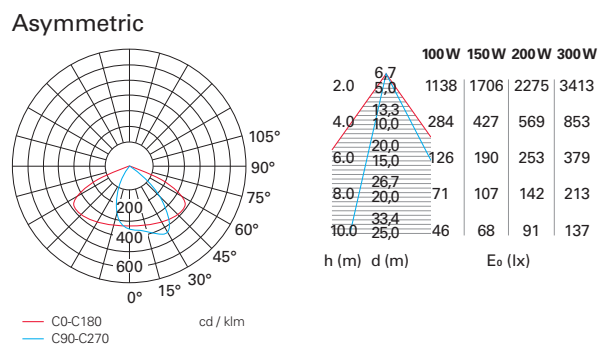 Asymmetric
105°
90°
75°
60°
45°
30°
15°
0°
200
400
600
C0-C180
cd / klm
C90-C270
100W 150W 200W 300W
6,7
2.0 5,0 1138 1706 2275 3413
13,3
4.0 10,0 284 427 569 853
20,0
6.0 15,0 126 190 253 379
26,7
8.0 20,0 71 107 142 213
33,4
10.0 25,0 46 68 91 137
h (m) d (m) E₀ (lx)